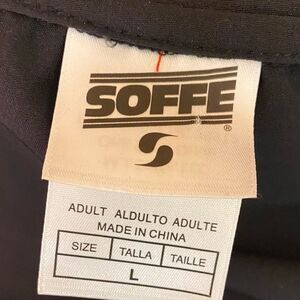 SOFFE
®
ADULT ALDULTO ADULTE
MADE IN CHINA
SIZE TALLA TAILLE
L